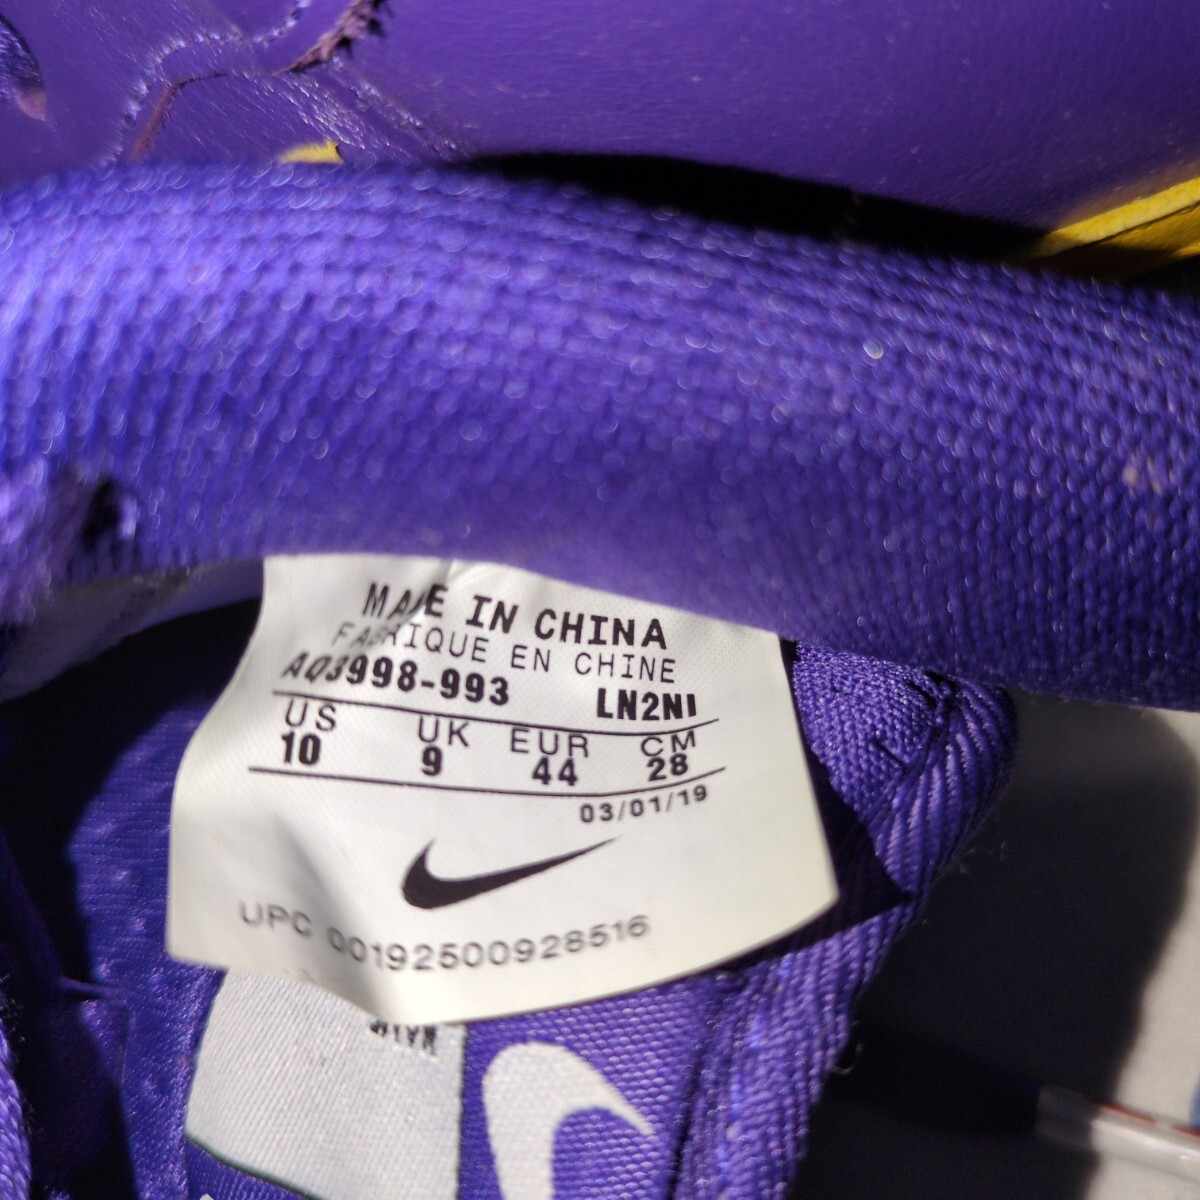 MADE IN CHINA
FABRIQUE EN CHINE
AQ3998-993 LN2NI
US UK EUR CM
10 9 44 28
03/01/19
UPC 00192500928516